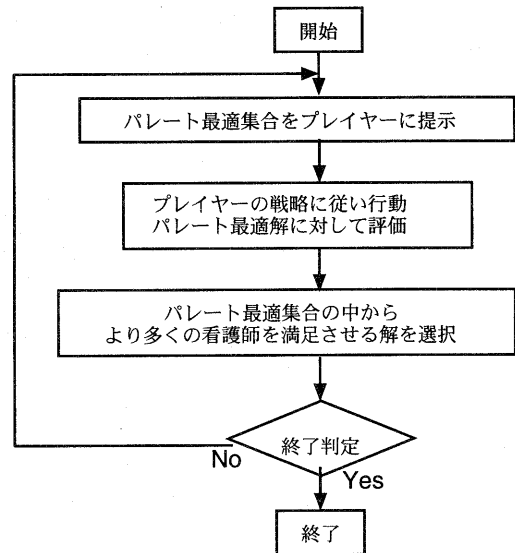 開始
パレート最適集合をプレイヤーに提示
プレイヤーの戦略に従い行動
パレート最適解に対して評価
パレート最適集合の中から
より多くの看護師を満足させる解を選択
終了判定
No
Yes
終了